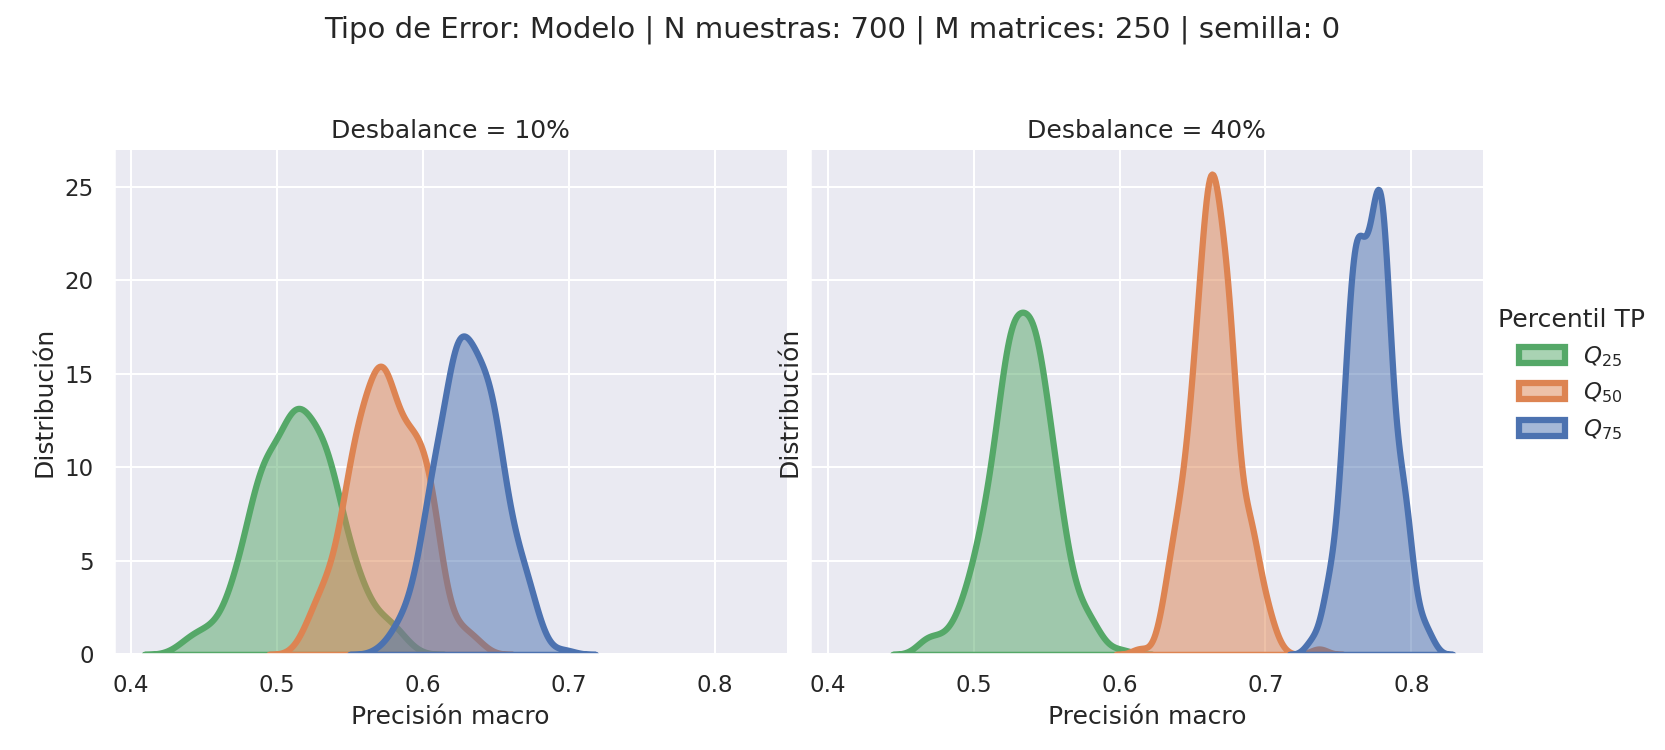 Tipo de Error: Modelo | N muestras: 700 | M matrices: 250 | semilla: 0
Desbalance = 10%
Desbalance = 40%
Distribución
25
20
15
10
5
0
0.4 0.5 0.6 0.7 0.8
Precisión macro
Distribución
0.4 0.5 0.6 0.7 0.8
Precisión macro
Percentil TP
Q25
Q50
Q75